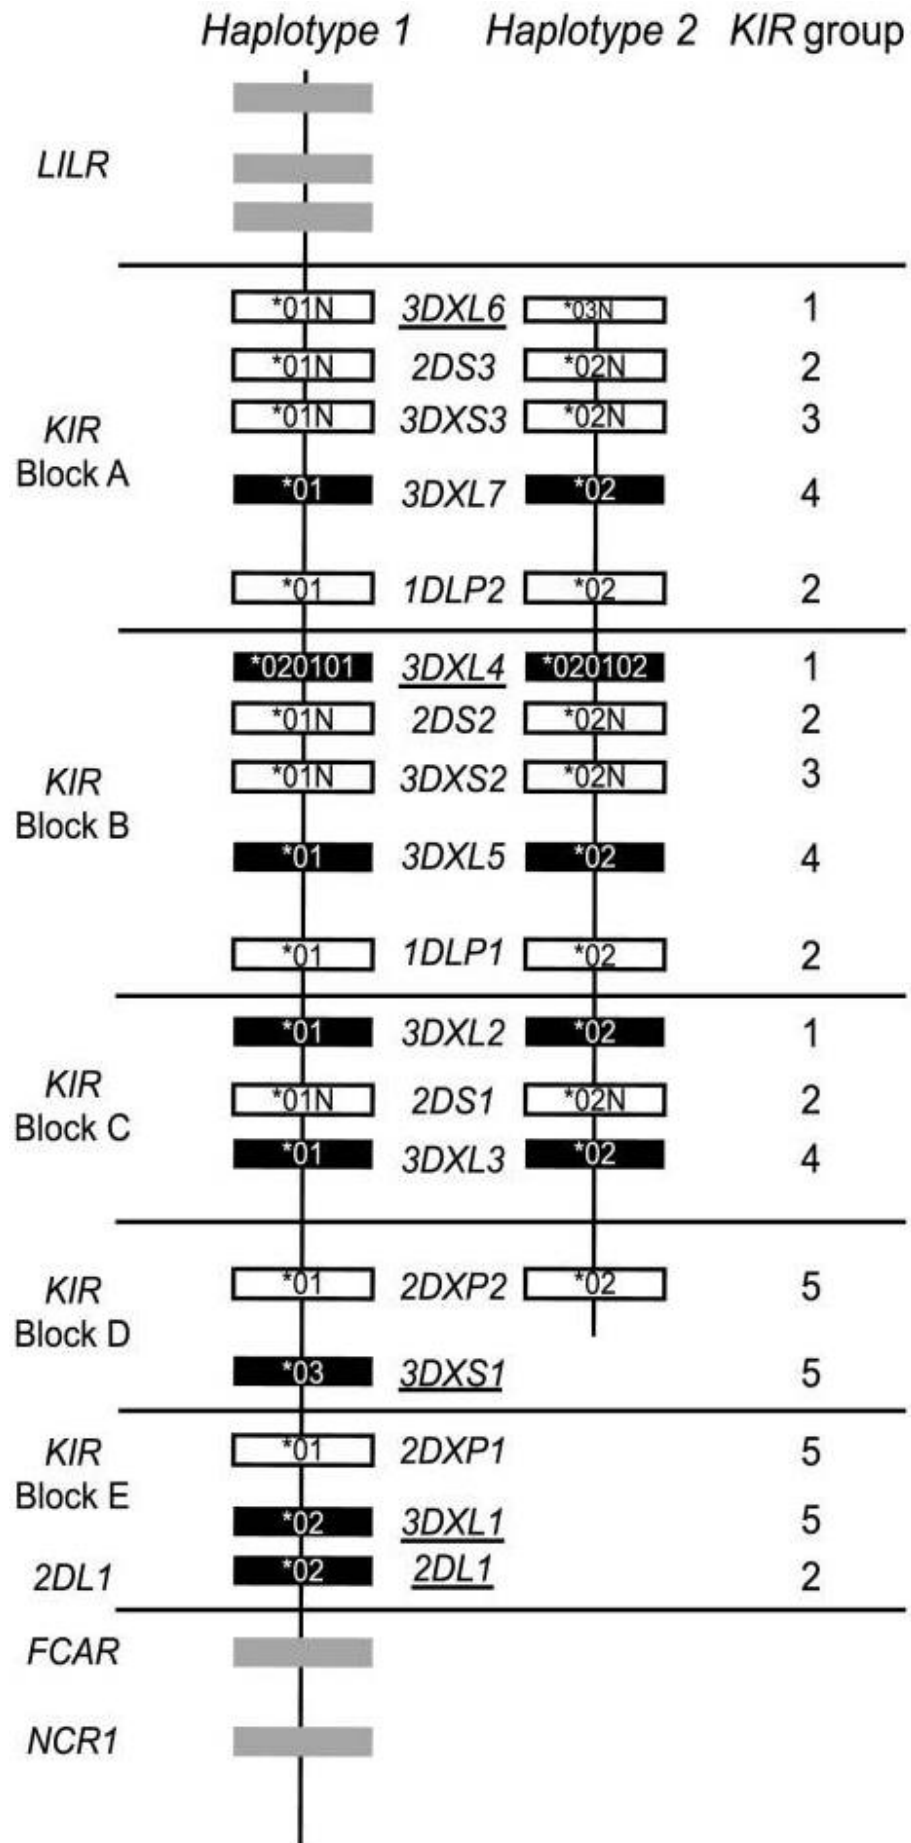 Haplotype 1 Haplotype 2 KIR group
LILR
*01N 3DXL6 *03N 1
*01N 2DS3 *02N 2
*01N 3DXS3 *02N 3
KIR
Block A
*01 3DXL7 *02 4
*01 1DLP2 *02 2
*020101 3DXL4 *020102 1
*01N 2DS2 *02N 2
*01N 3DXS2 *02N 3
KIR
Block B
*01 3DXL5 *02 4
*01 1DLP1 *02 2
*01 3DXL2 *02 1
KIR
Block C
*01N 2DS1 *02N 2
*01 3DXL3 *02 4
KIR
Block D
*01 2DXP2 *02 5
*03 3DXS1 5
KIR
Block E
*01 2DXP1 5
*02 3DXL1 5
2DL1 *02 2DL1 2
FCAR
NCR1